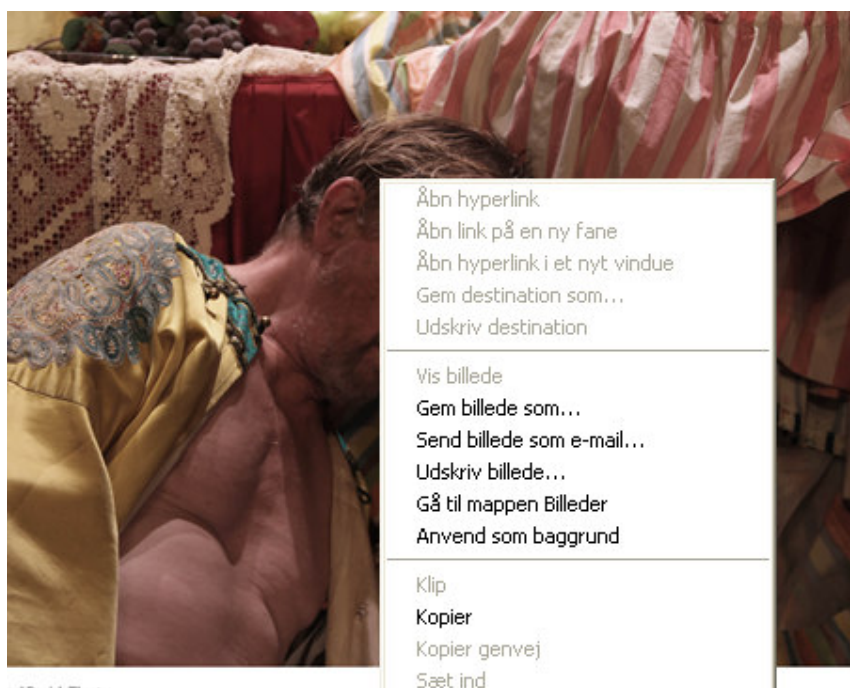 Åbn hyperlink
Åbn link på en ny fane
Åbn hyperlink i et nyt vindue
Gem destination som...
Udskriv destination
Vis billede
Gem billede som...
Send billede som e-mail...
Udskriv billede...
Gå til mappen Billeder
Anvend som baggrund
Klip
Kopier
Kopier genvej
Sæt ind